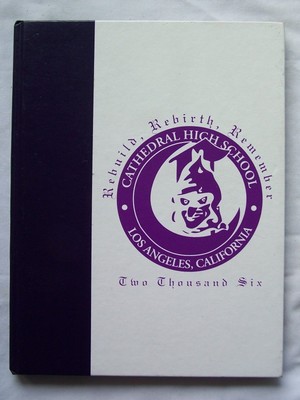 Rebuild, Rebirth, Remember
CATHEDRAL HIGH SCHOOL
LOS ANGELES, CALIFORNIA
Two Thousand Six